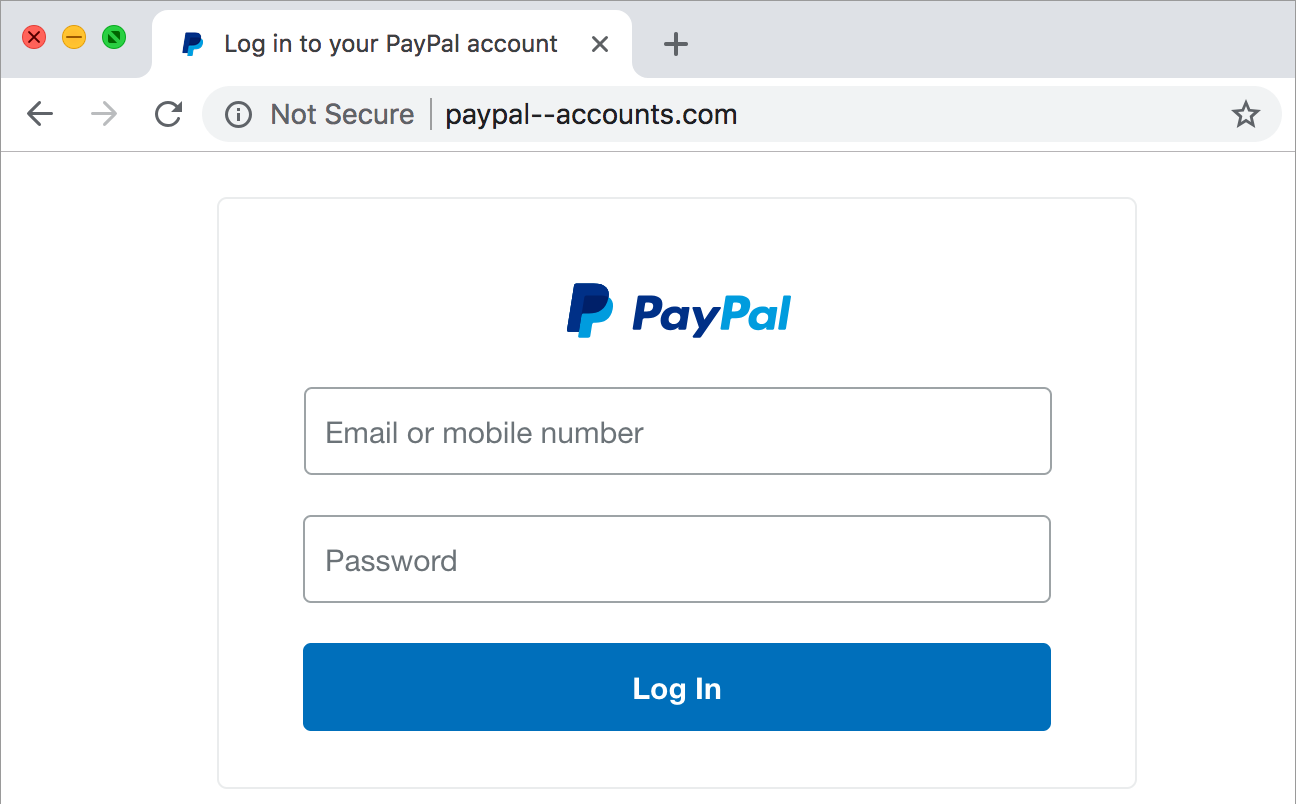 Log in to your PayPal account
Not Secure | paypal--accounts.com
PayPal
Email or mobile number
Password
Log In